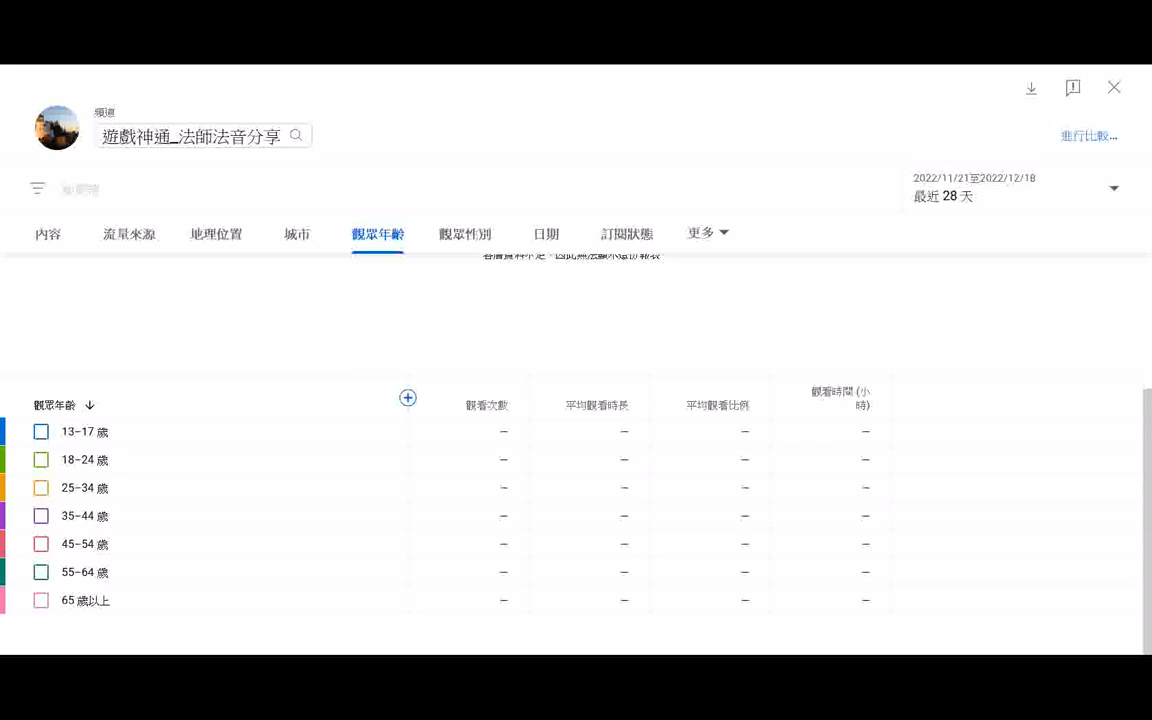 頻道
遊戲神通_法師法音分享
進行比較...
2022/11/21至2022/12/18
最近 28 天
內容 流量來源 地理位置 城市 觀眾年齡 觀眾性別 日期 訂閱狀態 更多
觀眾年齡 觀看次數 平均觀看時長 平均觀看比例 觀看時間 (小
時)
13–17 歲 – – – –
18–24 歲 – – – –
25–34 歲 – – – –
35–44 歲 – – – –
45–54 歲 – – – –
55–64 歲 – – – –
65 歲以上 – – – –